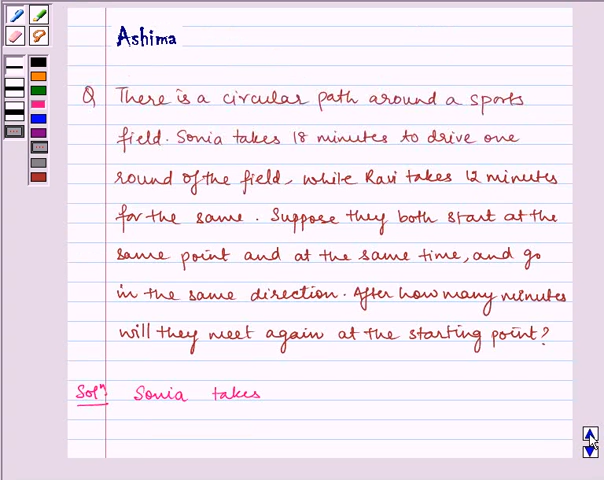 Ashima
Q There is a circular path around a sports
field. Sonia takes 18 minutes to drive one
round of the field, while Ravi takes 12 minutes
for the same. Suppose they both start at the
same point and at the same time, and go
in the same direction. After how many minutes
will they meet again at the starting point?
Solⁿ Sonia takes